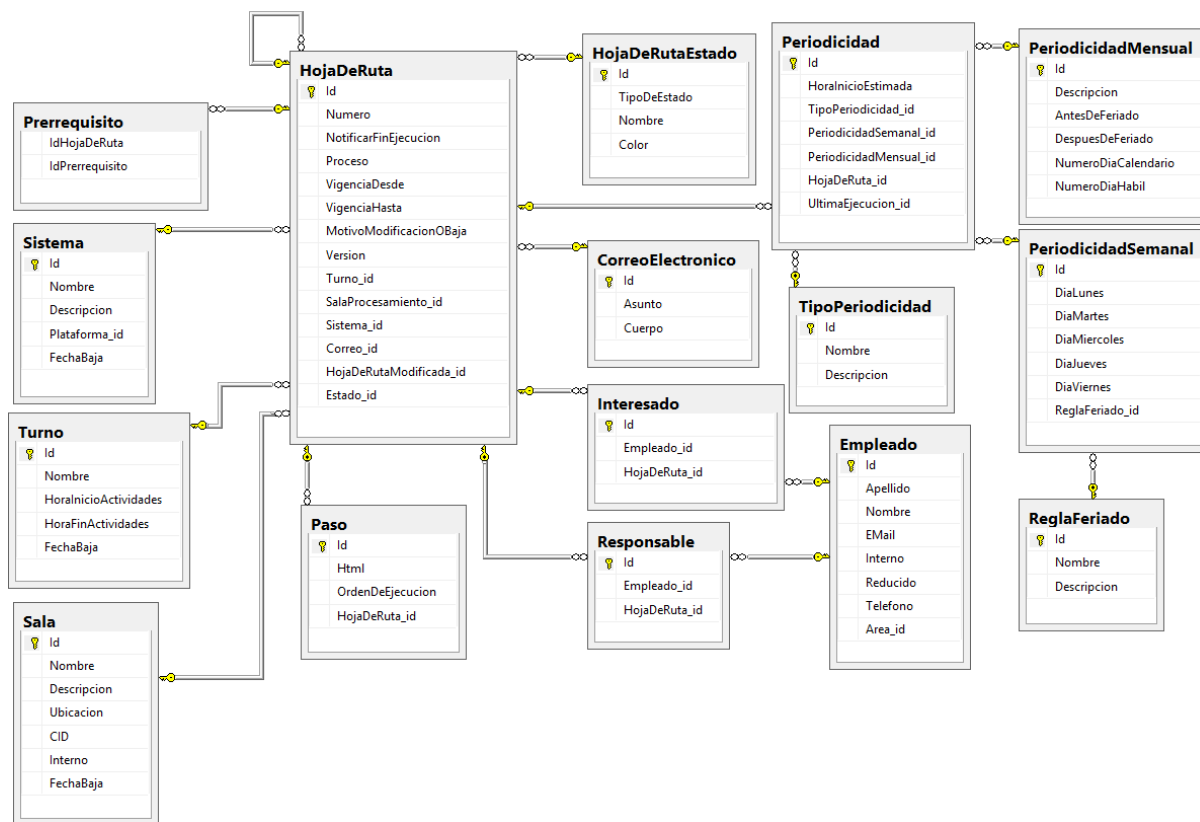 HojaDeRuta
Id
Numero
NotificarFinEjecucion
Proceso
VigenciaDesde
VigenciaHasta
MotivoModificacionOBaja
Version
Turno_id
SalaProcesamiento_id
Sistema_id
Correo_id
HojaDeRutaModificada_id
Estado_id
Prerrequisito
IdHojaDeRuta
IdPrerrequisito
Sistema
Id
Nombre
Descripcion
Plataforma_id
FechaBaja
Turno
Id
Nombre
HoraInicioActividades
HoraFinActividades
FechaBaja
Sala
Id
Nombre
Descripcion
Ubicacion
CID
Interno
FechaBaja
Paso
Id
Html
OrdenDeEjecucion
HojaDeRuta_id
HojaDeRutaEstado
Id
TipoDeEstado
Nombre
Color
CorreoElectronico
Id
Asunto
Cuerpo
Interesado
Id
Empleado_id
HojaDeRuta_id
Responsable
Id
Empleado_id
HojaDeRuta_id
Periodicidad
Id
HoraInicioEstimada
TipoPeriodicidad_id
PeriodicidadSemanal_id
PeriodicidadMensual_id
HojaDeRuta_id
UltimaEjecucion_id
TipoPeriodicidad
Id
Nombre
Descripcion
Empleado
Id
Apellido
Nombre
EMail
Interno
Reducido
Telefono
Area_id
PeriodicidadMensual
Id
Descripcion
AntesDeFeriado
DespuesDeFeriado
NumeroDiaCalendario
NumeroDiaHabil
PeriodicidadSemanal
Id
DiaLunes
DiaMartes
DiaMiercoles
DiaJueves
DiaViernes
ReglaFeriado_id
ReglaFeriado
Id
Nombre
Descripcion